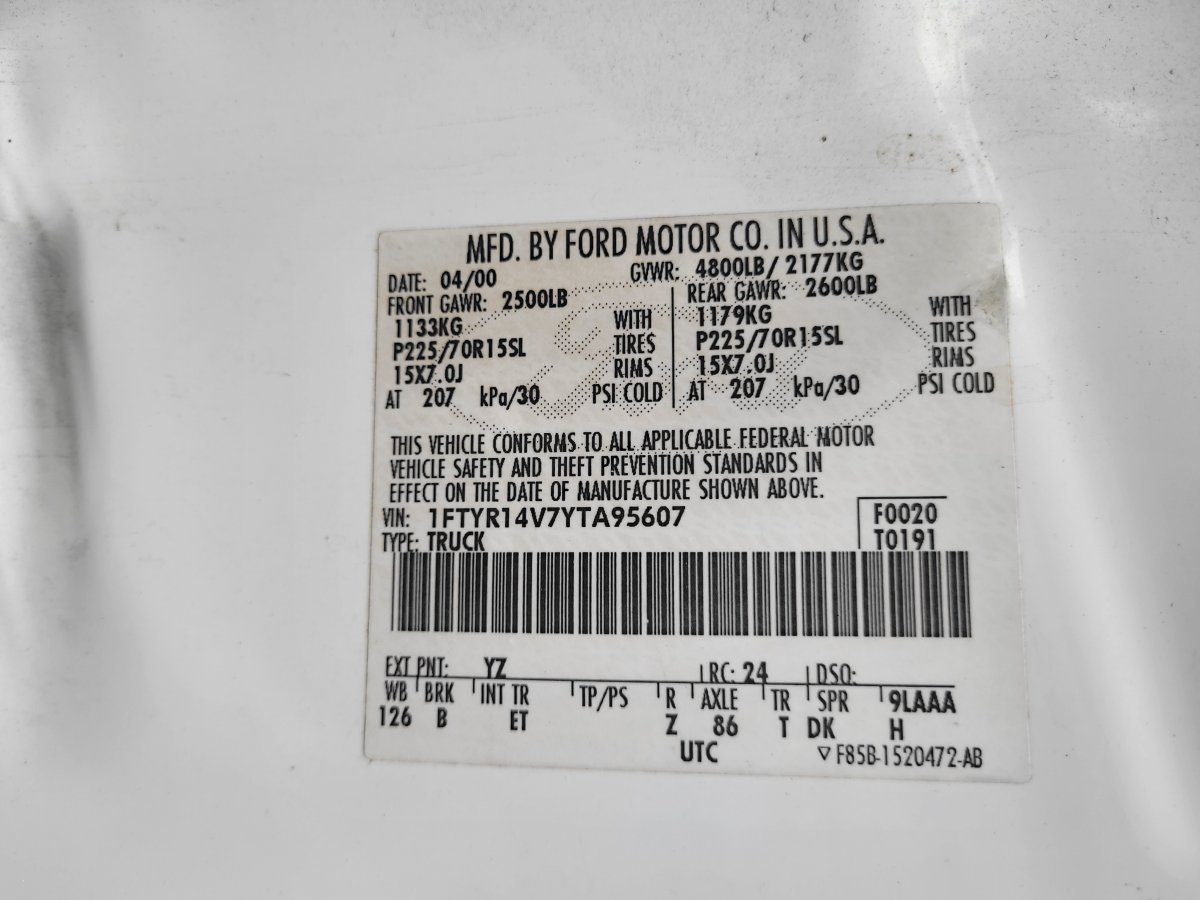 MFD. BY FORD MOTOR CO. IN U.S.A.
DATE: 04/00 GVWR: 4800LB/ 2177KG
FRONT GAWR: 2500LB REAR GAWR: 2600LB
1133KG WITH 1179KG WITH
P225/70R15SL TIRES P225/70R15SL TIRES
15X7.0J RIMS 15X7.0J RIMS
AT 207 kPa/30 PSI COLD AT 207 kPa/30 PSI COLD
THIS VEHICLE CONFORMS TO ALL APPLICABLE FEDERAL MOTOR
VEHICLE SAFETY AND THEFT PREVENTION STANDARDS IN
EFFECT ON THE DATE OF MANUFACTURE SHOWN ABOVE.
VIN: 1FTYR14V7YTA95607 F0020
TYPE: TRUCK T0191
EXT PNT: YZ RC: 24 DSO:
WB BRK INT TR TP/PS R AXLE TR SPR 9LAAA
126 B ET Z 86 T DK H
UTC ▽ F85B-1520472-AB